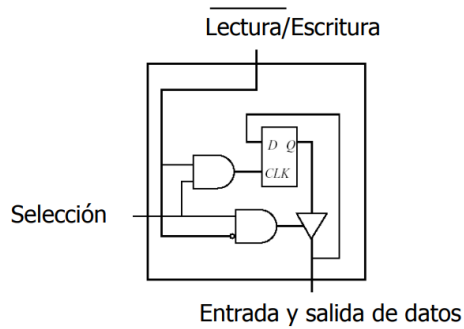 Lectura/Escritura
D Q
CLK
Selección
Entrada y salida de datos